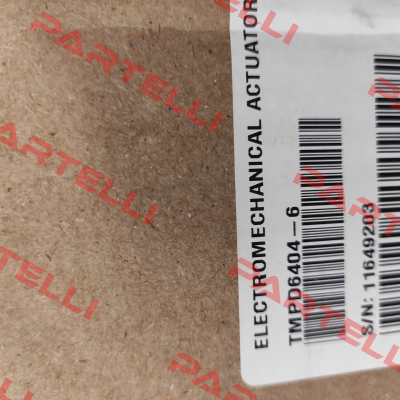 ELECTROMECHANICAL ACTUATOR
TMPD6404-6
S/N: 11649203
PARTELLI
PARTELLI
PARTELLI
PARTELLI
PARTELLI